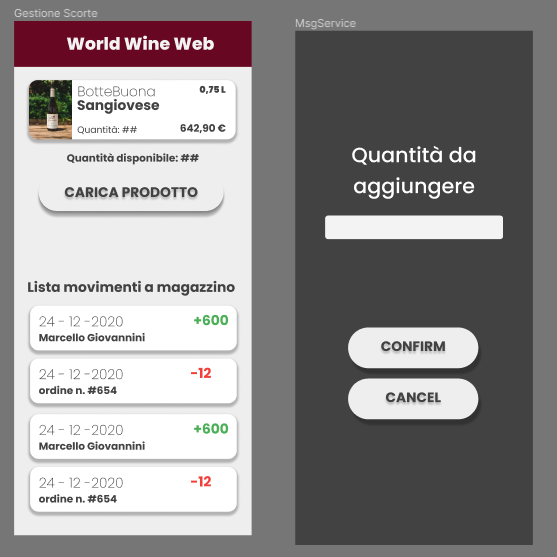 Gestione Scorte
World Wine Web
BotteBuona
0,75 L
Sangiovese
Quantità: ##
642,90 €
Quantità disponibile: ##
CARICA PRODOTTO
Lista movimenti a magazzino
24 - 12 -2020
+600
Marcello Giovannini
24 - 12 -2020
-12
ordine n. #654
24 - 12 -2020
+600
Marcello Giovannini
24 - 12 -2020
-12
ordine n. #654
MsgService
Quantità da
aggiungere
CONFIRM
CANCEL